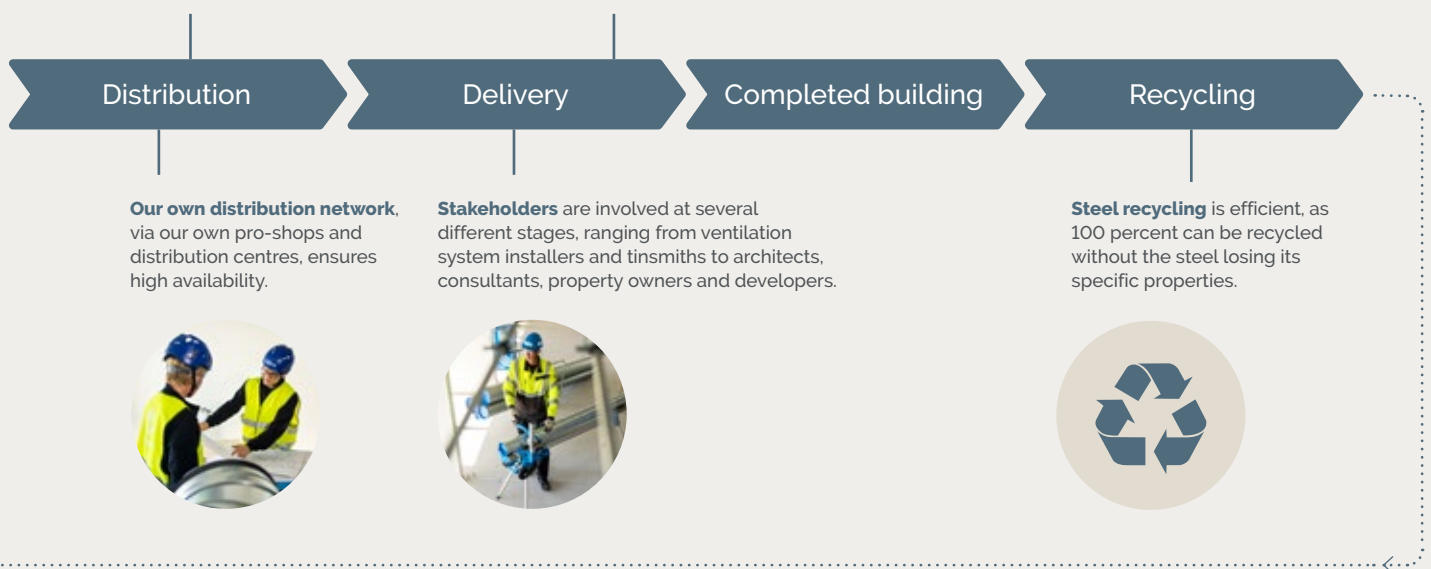 Distribution
Delivery
Completed building
Recycling
Our own distribution network,
via our own pro-shops and
distribution centres, ensures
high availability.
Stakeholders are involved at several
different stages, ranging from ventilation
system installers and tinsmiths to architects,
consultants, property owners and developers.
Steel recycling is efficient, as
100 percent can be recycled
without the steel losing its
specific properties.